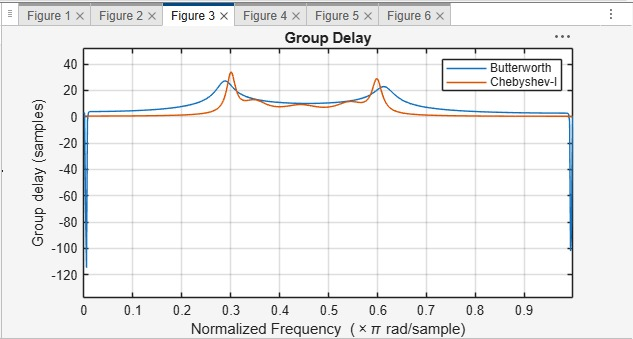 Figure 1 × Figure 2 × Figure 3 × Figure 4 × Figure 5 × Figure 6 ×
Group Delay
Butterworth
Chebyshev-I
Group delay (samples)
40
20
0
-20
-40
-60
-80
-100
-120
0 0.1 0.2 0.3 0.4 0.5 0.6 0.7 0.8 0.9
Normalized Frequency (×π rad/sample)